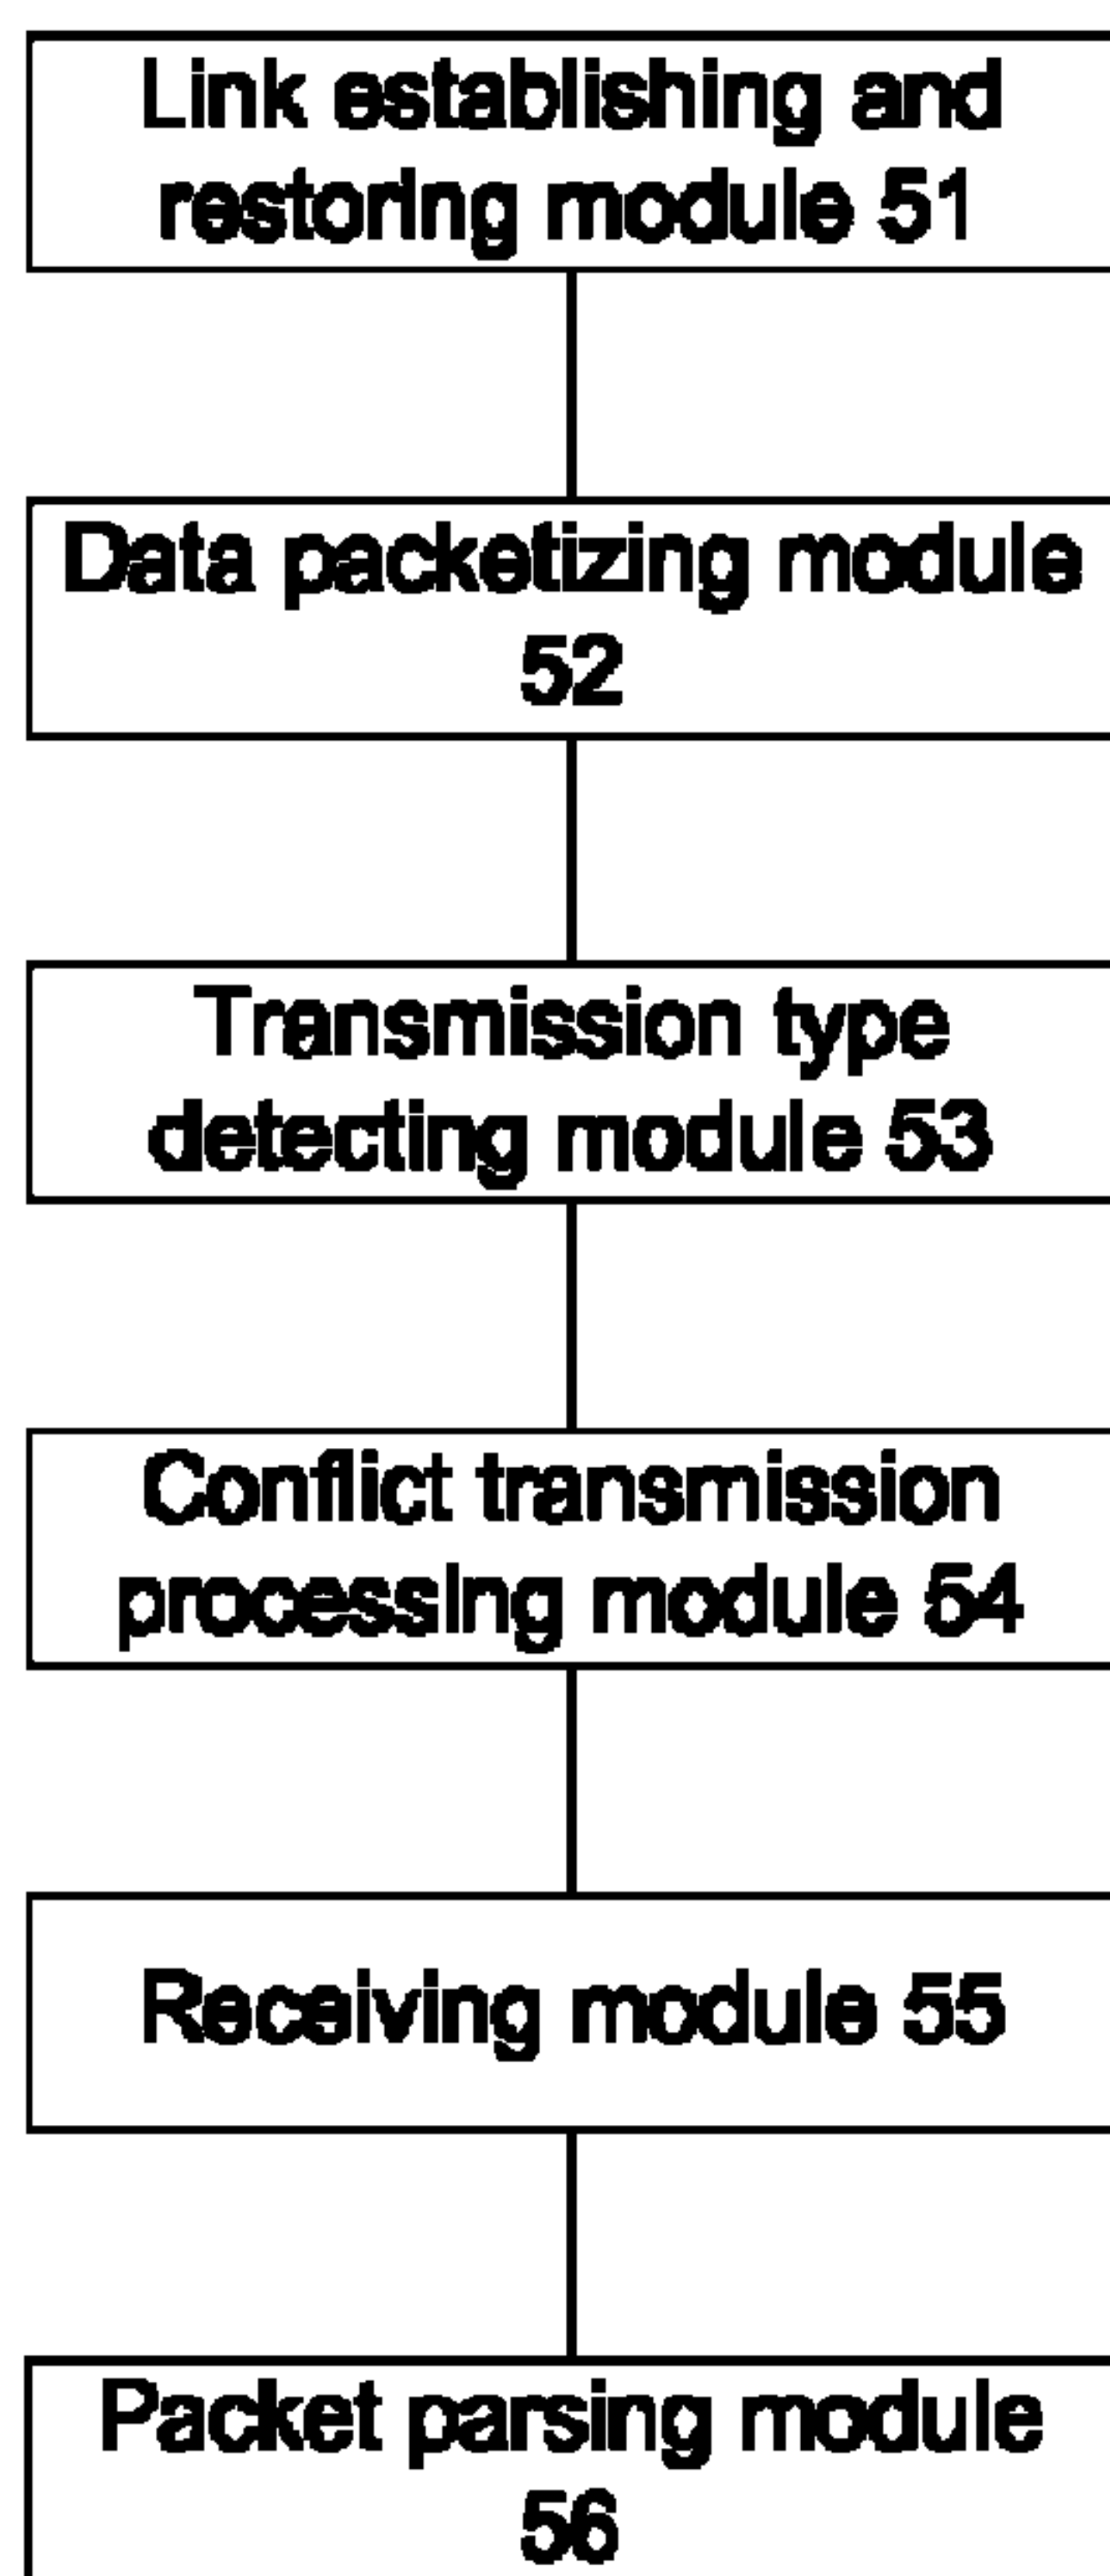 Link establishing and
restoring module 51
Data packetizing module
52
Transmission type
detecting module 53
Conflict transmission
processing module 54
Receiving module 55
Packet parsing module
56